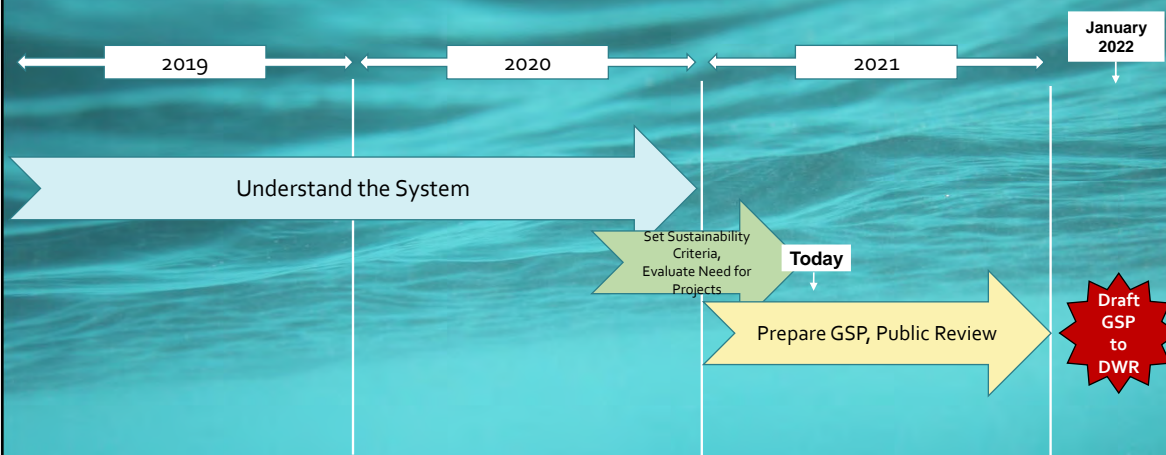 January
2022
2019
2020
2021
Understand the System
Set Sustainability
Criteria,
Evaluate Need for
Projects
Today
Prepare GSP, Public Review
Draft
GSP
to
DWR